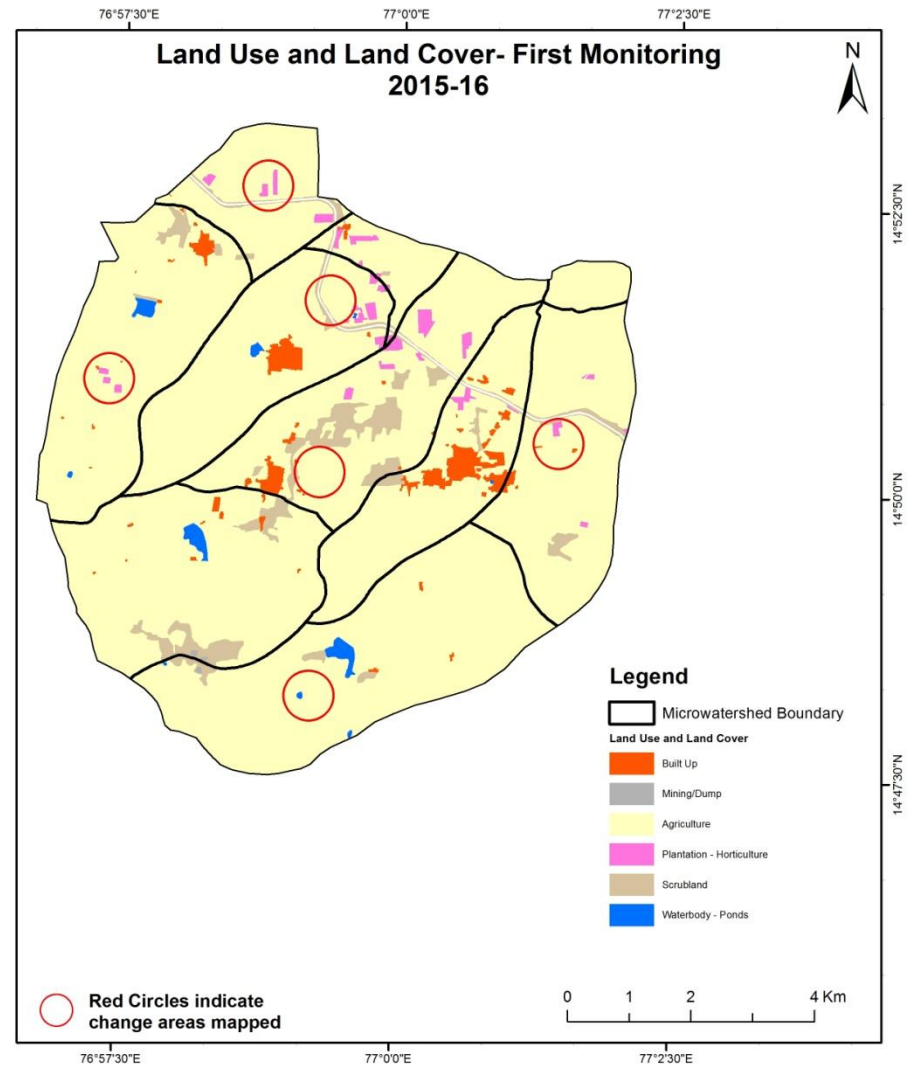 76°57'30"E 77°0'0"E 77°2'30"E
Land Use and Land Cover- First Monitoring
2015-16
N
14°52'30"N
14°50'0"N
14°47'30"N
Legend
Microwatershed Boundary
Land Use and Land Cover
Built Up
Mining/Dump
Agriculture
Plantation - Horticulture
Scrubland
Waterbody - Ponds
Red Circles indicate
change areas mapped
0 1 2 4 Km
76°57'30"E 77°0'0"E 77°2'30"E